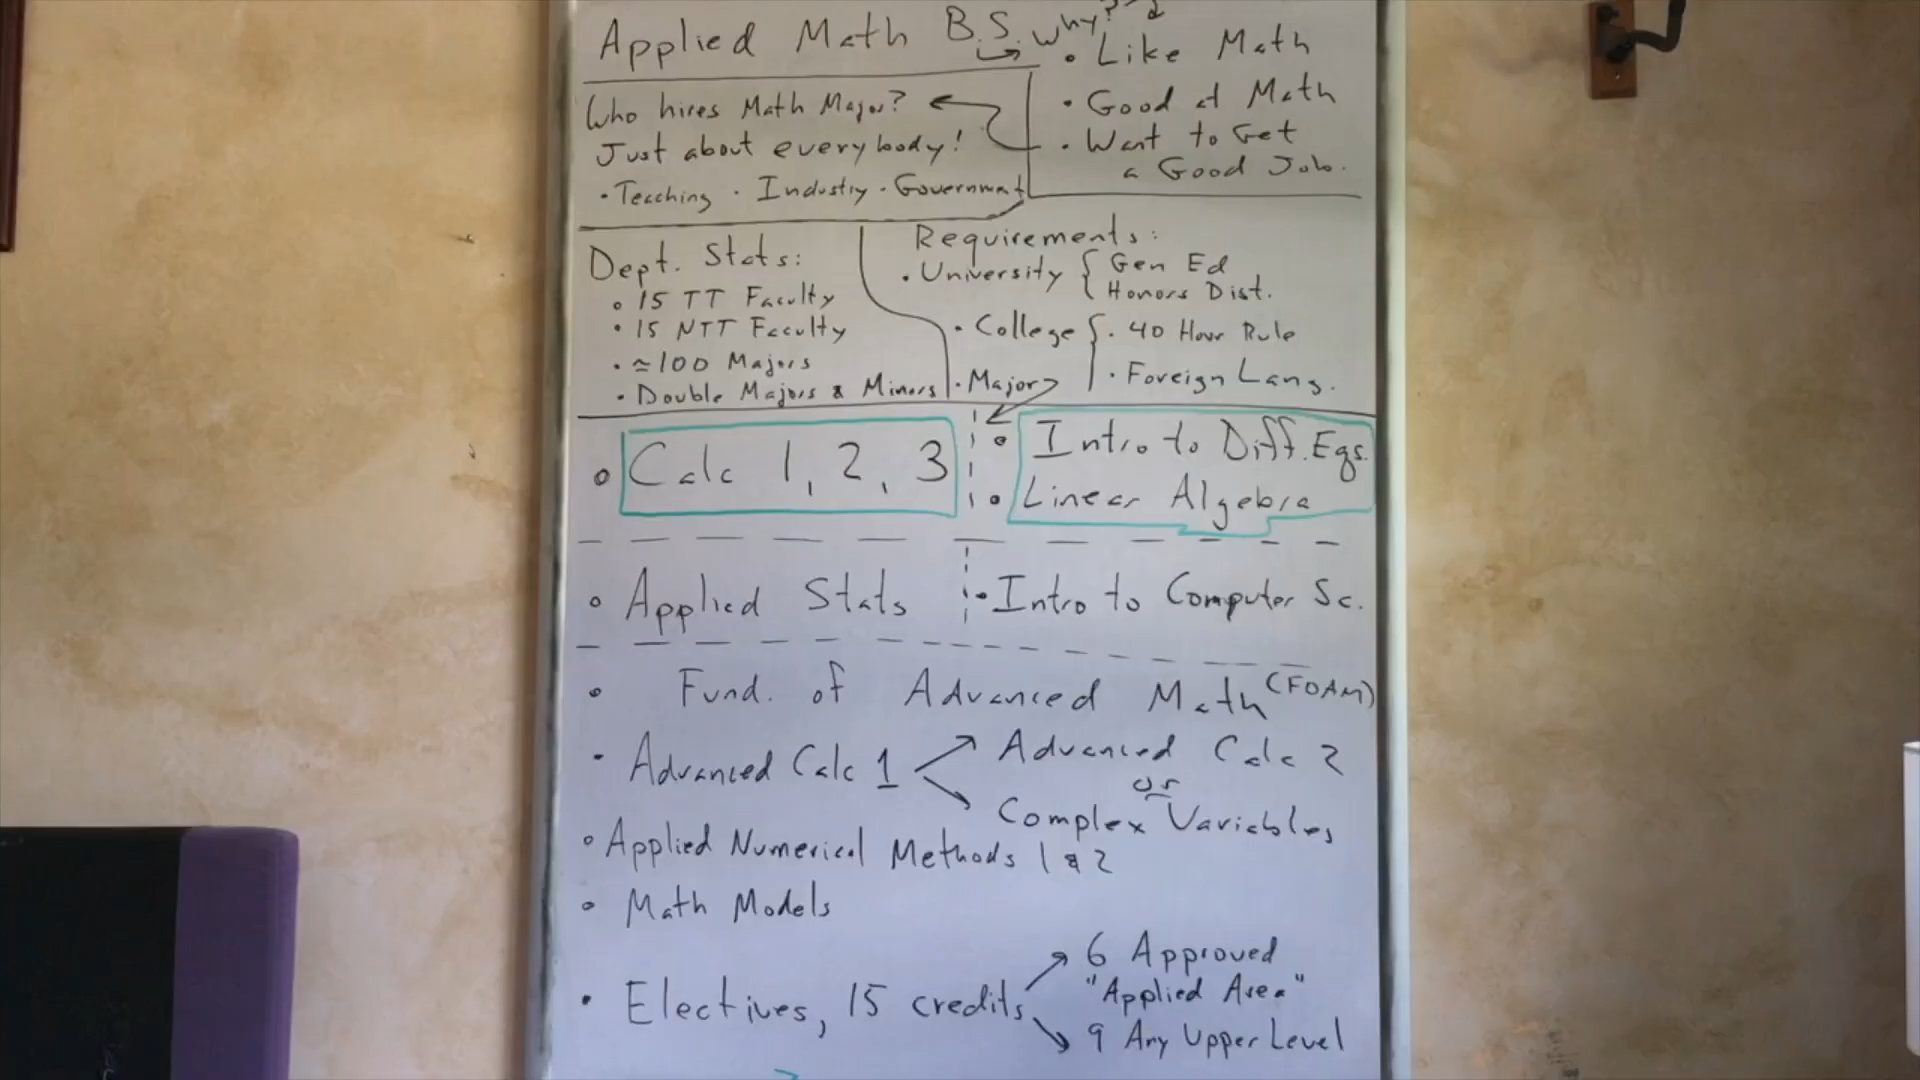 Applied Math B.S. why?
• Like Math
• Good at Math
• Want to Get
a Good Job.
Who hires Math Major?
Just about everybody!
• Teaching • Industry • Government
Dept. Stats:
• 15 TT Faculty
• 15 NTT Faculty
• ≈100 Majors
• Double Majors & Minors
Requirements:
• University { Gen Ed
Honors Dist.
• College { • 40 Hour Rule
• Foreign Lang.
• Major
• Calc 1, 2, 3
• Intro to Diff. Eqs.
• Linear Algebra
• Applied Stats
• Intro to Computer Sc.
• Fund. of Advanced Math (FOAM)
• Advanced Calc 1
Advanced Calc 2
or
Complex Variables
• Applied Numerical Methods 1 & 2
• Math Models
• Electives, 15 credits
6 Approved
"Applied Area"
9 Any Upper Level